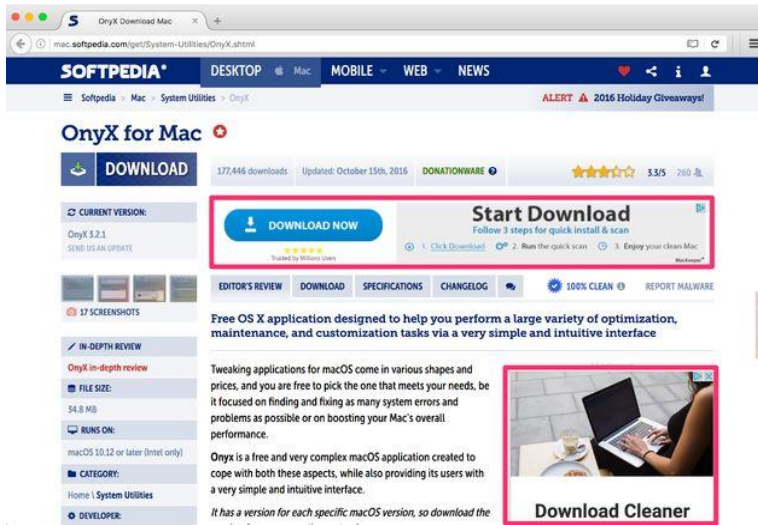 OnyX Download Mac
mac.softpedia.com/get/System-Utilities/OnyX.shtml
SOFTPEDIA®
DESKTOP Mac MOBILE WEB NEWS
Softpedia > Mac > System Utilities > OnyX
ALERT 2016 Holiday Giveaways!
OnyX for Mac
DOWNLOAD
177,446 downloads Updated: October 15th, 2016 DONATIONWARE 3.3/5 260
CURRENT VERSION:
OnyX 3.2.1
SEND US AN UPDATE
DOWNLOAD NOW
Trusted by Millions Users
Start Download
Follow 3 steps for quick install & scan
1. Click Download 2. Run the quick scan 3. Enjoy your clean Mac
MacKeeper
17 SCREENSHOTS
EDITOR'S REVIEW DOWNLOAD SPECIFICATIONS CHANGELOG 100% CLEAN REPORT MALWARE
Free OS X application designed to help you perform a large variety of optimization,
maintenance, and customization tasks via a very simple and intuitive interface
IN-DEPTH REVIEW
OnyX in-depth review
FILE SIZE:
34.8 MB
RUNS ON:
macOS 10.12 or later (Intel only)
CATEGORY:
Home \ System Utilities
DEVELOPER:
Tweaking applications for macOS come in various shapes and
prices, and you are free to pick the one that meets your needs, be
it focused on finding and fixing as many system errors and
problems as possible or on boosting your Mac's overall
performance.
Onyx is a free and very complex macOS application created to
cope with both these aspects, while also providing its users with
a very simple and intuitive interface.
It has a version for each specific macOS version, so download the
Download Cleaner